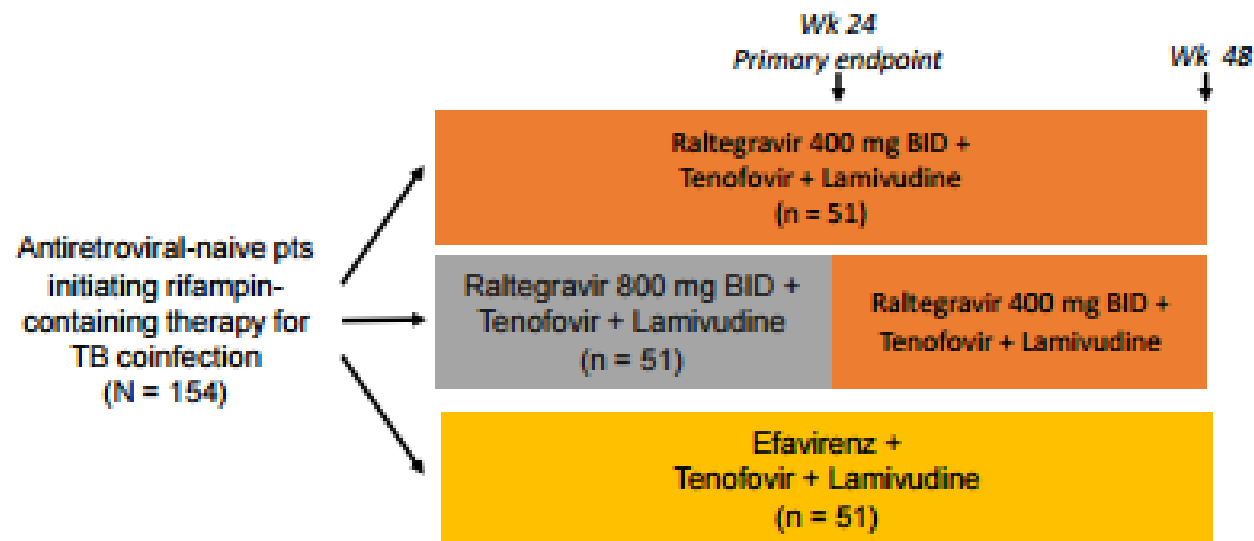 Wk 24
Primary endpoint
Wk 48
Raltegravir 400 mg BID +
Tenofovir + Lamivudine
(n = 51)
Antiretroviral-naive pts
initiating rifampin-
containing therapy for
TB coinfection
(N = 154)
Raltegravir 800 mg BID +
Tenofovir + Lamivudine
(n = 51)
Raltegravir 400 mg BID +
Tenofovir + Lamivudine
Efavirenz +
Tenofovir + Lamivudine
(n = 51)